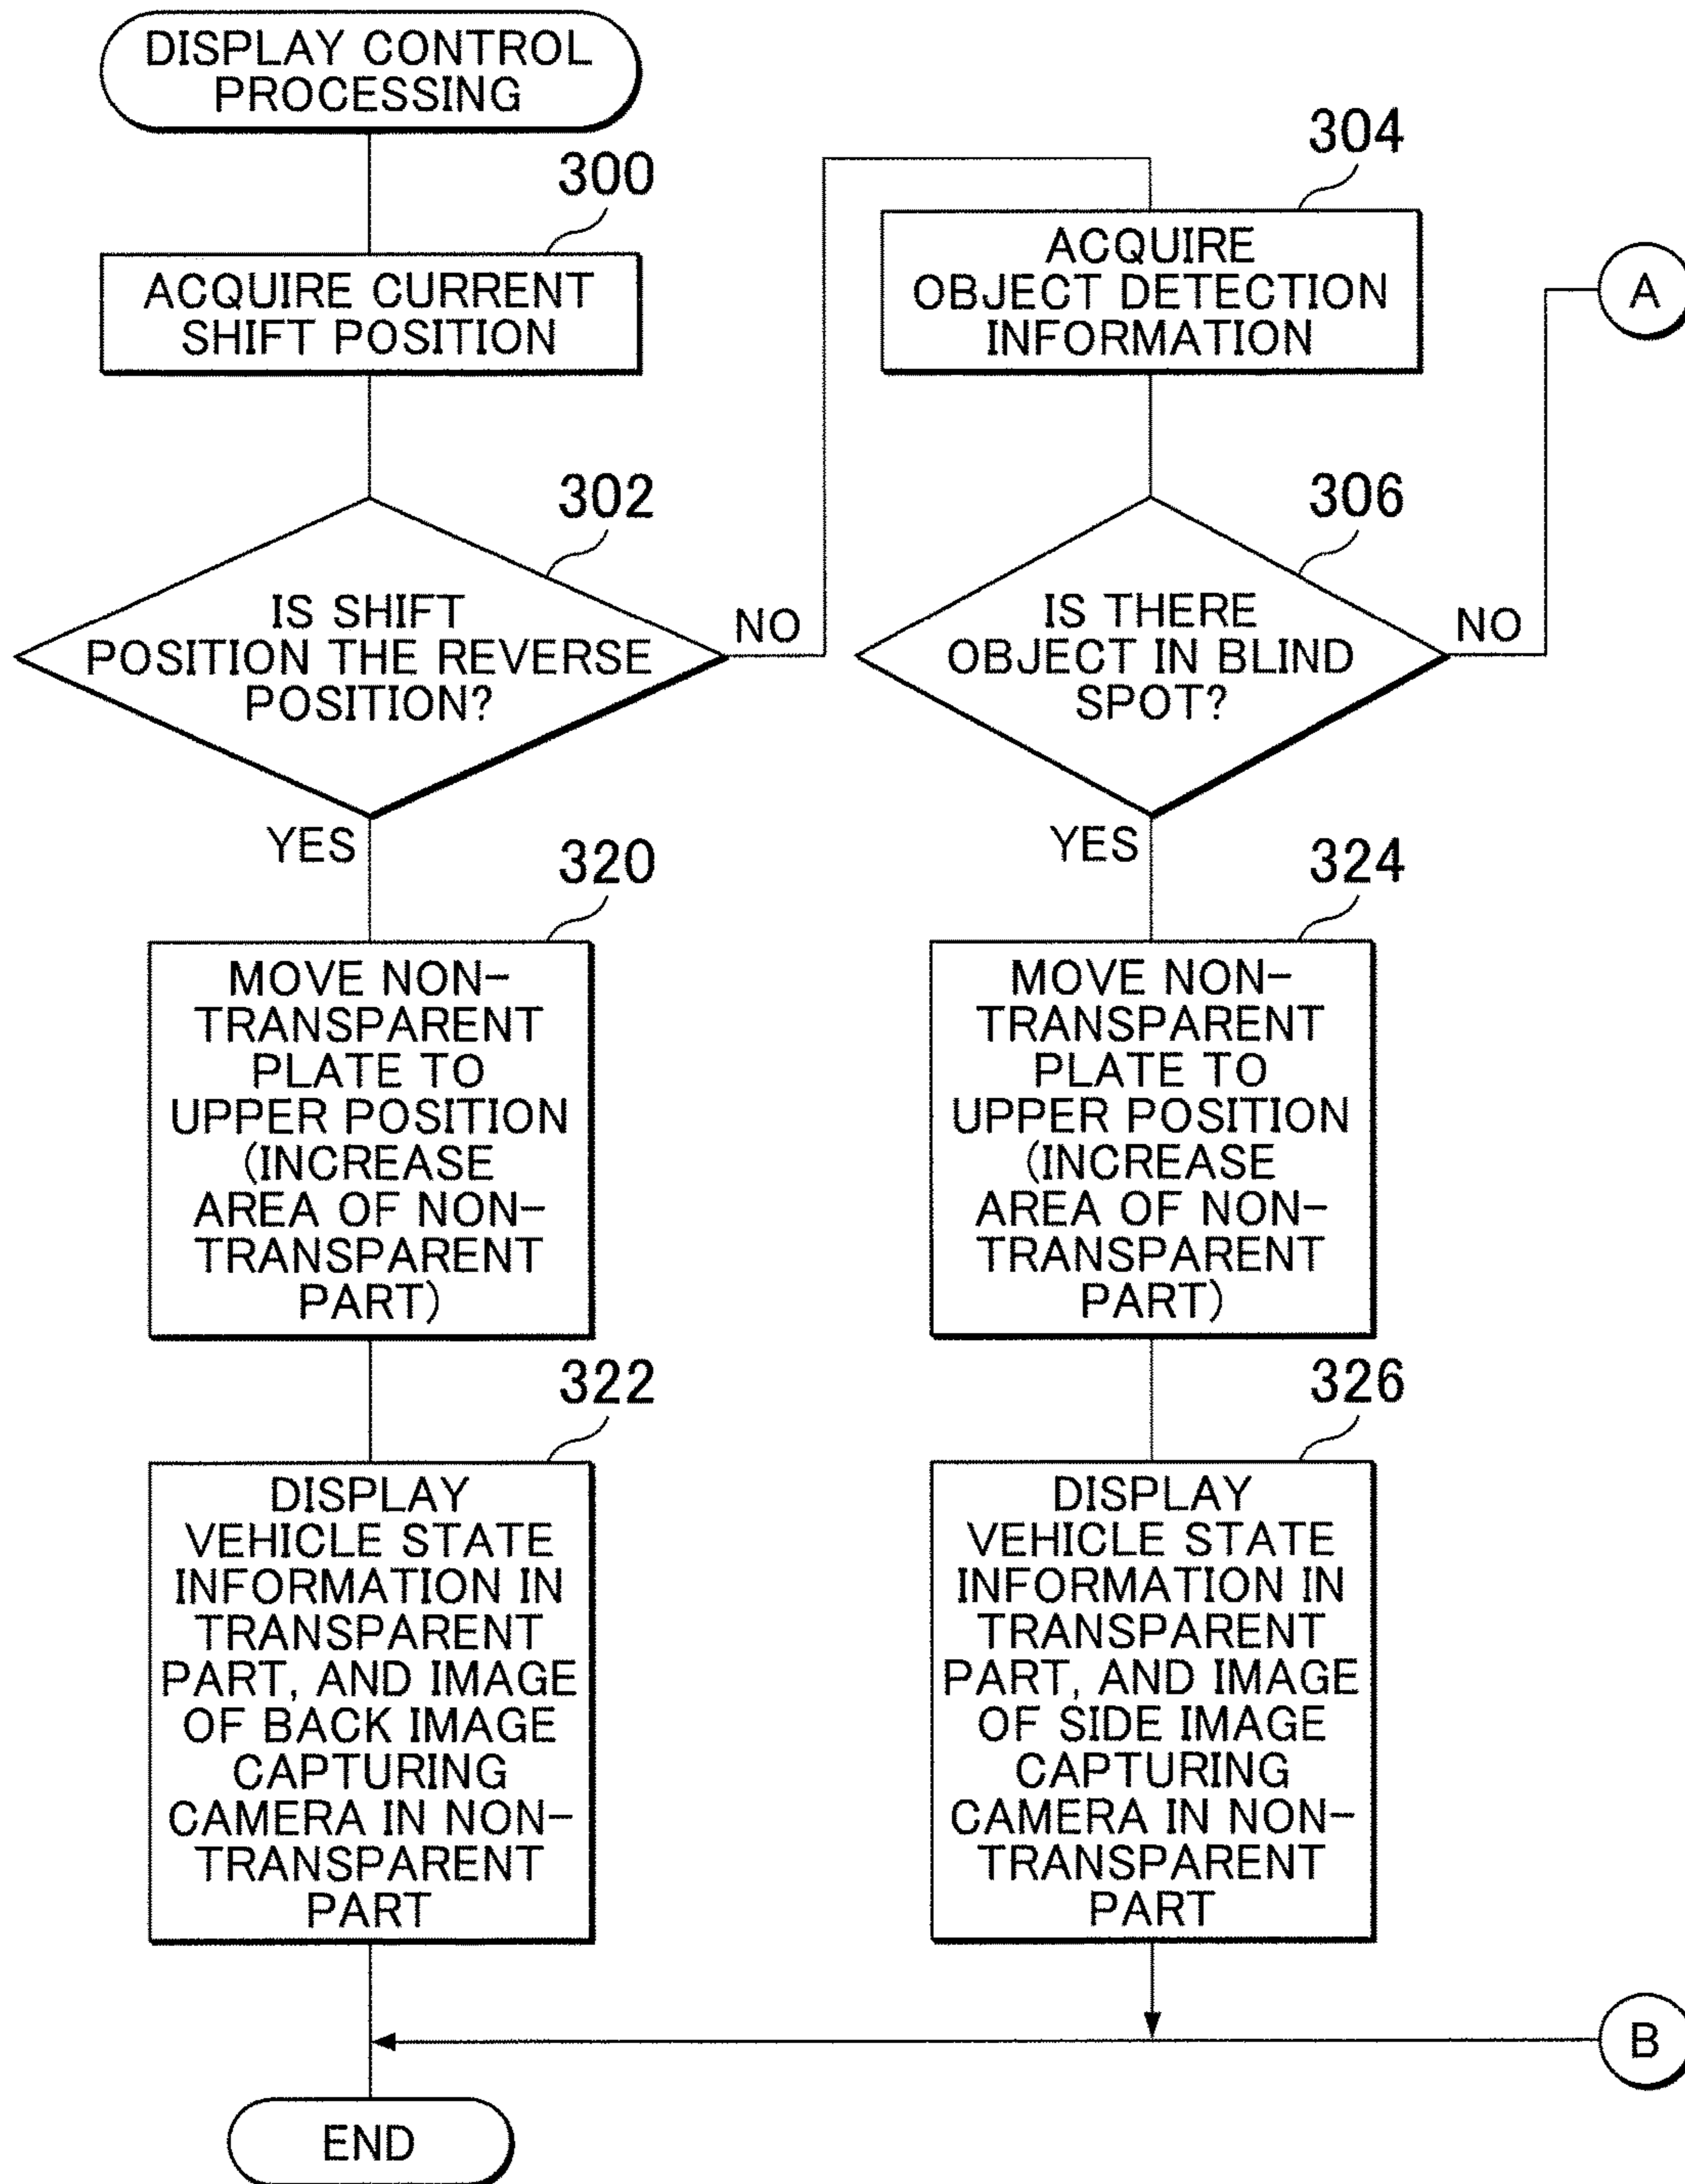 DISPLAY CONTROL
PROCESSING
300
ACQUIRE CURRENT
SHIFT POSITION
302
IS SHIFT
POSITION THE REVERSE
POSITION?
NO
YES
320
MOVE NON-
TRANSPARENT
PLATE TO
UPPER POSITION
(INCREASE
AREA OF NON-
TRANSPARENT
PART)
322
DISPLAY
VEHICLE STATE
INFORMATION IN
TRANSPARENT
PART, AND IMAGE
OF BACK IMAGE
CAPTURING
CAMERA IN NON-
TRANSPARENT
PART
END
304
ACQUIRE
OBJECT DETECTION
INFORMATION
306
IS THERE
OBJECT IN BLIND
SPOT?
NO
A
YES
324
MOVE NON-
TRANSPARENT
PLATE TO
UPPER POSITION
(INCREASE
AREA OF NON-
TRANSPARENT
PART)
326
DISPLAY
VEHICLE STATE
INFORMATION IN
TRANSPARENT
PART, AND IMAGE
OF SIDE IMAGE
CAPTURING
CAMERA IN NON-
TRANSPARENT
PART
B